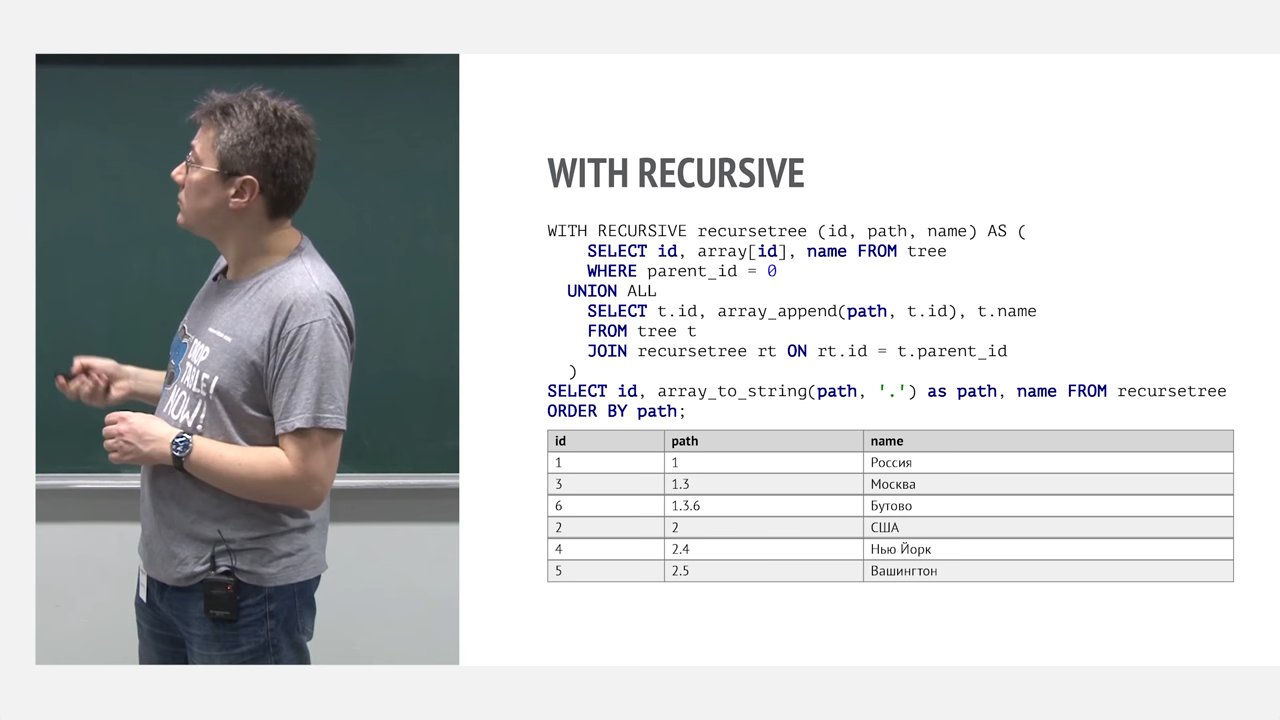 DROP
TABLE!
NOW!
WITH RECURSIVE
WITH RECURSIVE recursetree (id, path, name) AS (
SELECT id, array[id], name FROM tree
WHERE parent_id = 0
UNION ALL
SELECT t.id, array_append(path, t.id), t.name
FROM tree t
JOIN recursetree rt ON rt.id = t.parent_id
)
SELECT id, array_to_string(path, '.') as path, name FROM recursetree
ORDER BY path;
id path name
1 1 Россия
3 1.3 Москва
6 1.3.6 Бутово
2 2 США
4 2.4 Нью Йорк
5 2.5 Вашингтон